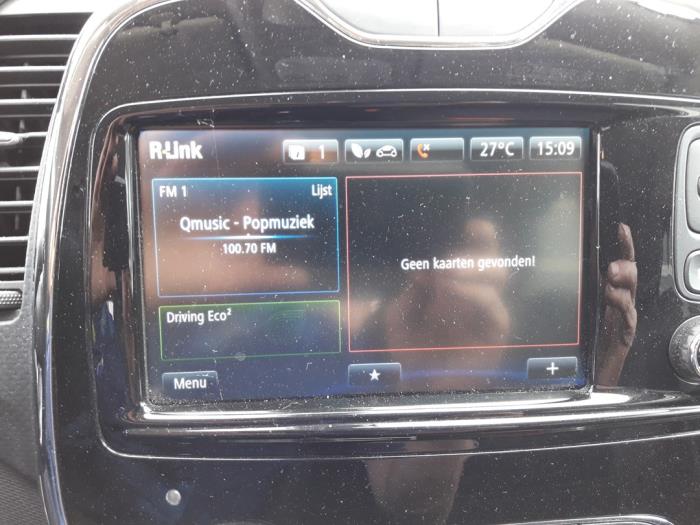 R-Link
1
27°C
15:09
FM 1
Lijst
Qmusic - Popmuziek
100.70 FM
Geen kaarten gevonden!
Driving Eco²
Menu